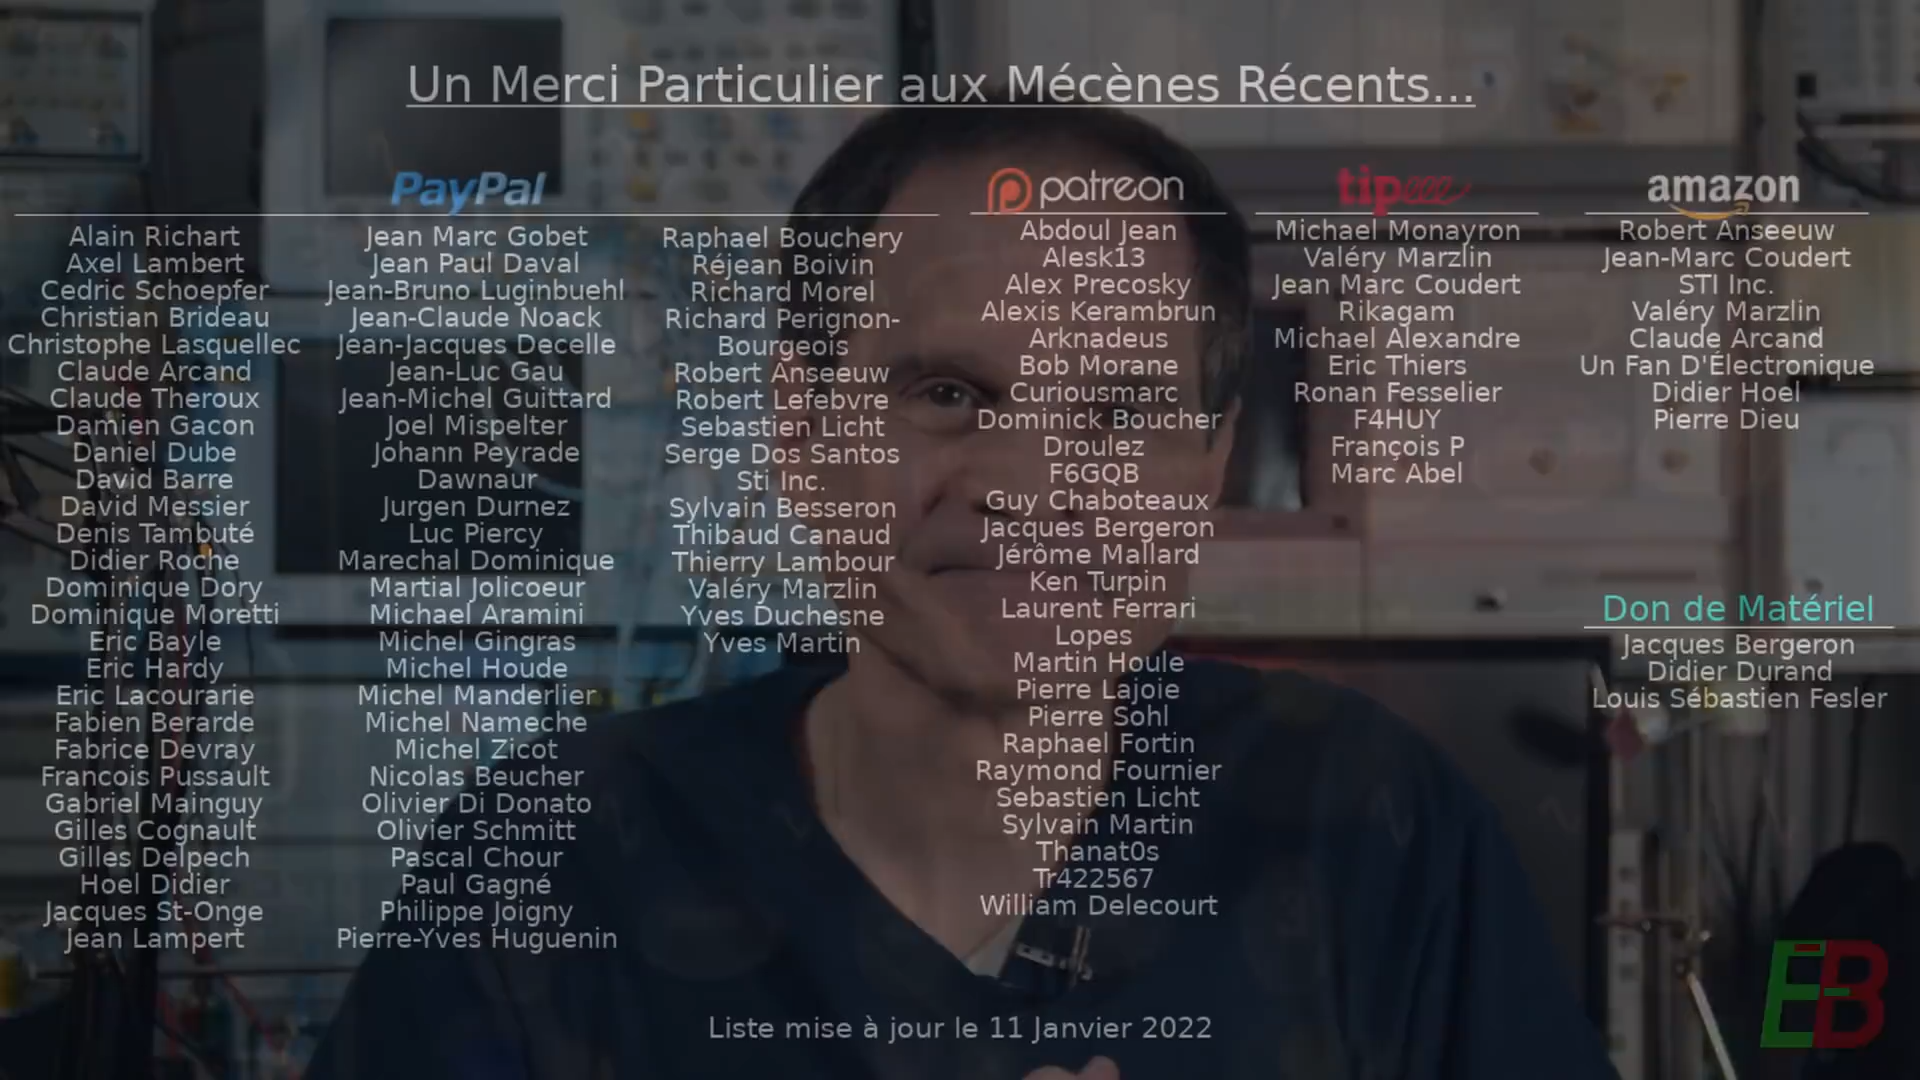 Un Merci Particulier aux Mécènes Récents...
PayPal
Alain Richart
Axel Lambert
Cedric Schoepfer
Christian Brideau
Christophe Lasquellec
Claude Arcand
Claude Theroux
Damien Gacon
Daniel Dube
David Barre
David Messier
Denis Tambuté
Didier Roche
Dominique Dory
Dominique Moretti
Eric Bayle
Eric Hardy
Eric Lacourarie
Fabien Berarde
Fabrice Devray
Francois Pussault
Gabriel Mainguy
Gilles Cognault
Gilles Delpech
Hoel Didier
Jacques St-Onge
Jean Lampert
Jean Marc Gobet
Jean Paul Daval
Jean-Bruno Luginbuehl
Jean-Claude Noack
Jean-Jacques Decelle
Jean-Luc Gau
Jean-Michel Guittard
Joel Mispelter
Johann Peyrade
Dawnaur
Jurgen Durnez
Luc Piercy
Marechal Dominique
Martial Jolicoeur
Michael Aramini
Michel Gingras
Michel Houde
Michel Manderlier
Michel Nameche
Michel Zicot
Nicolas Beucher
Olivier Di Donato
Olivier Schmitt
Pascal Chour
Paul Gagné
Philippe Joigny
Pierre-Yves Huguenin
Raphael Bouchery
Réjean Boivin
Richard Morel
Richard Perignon-
Bourgeois
Robert Anseeuw
Robert Lefebvre
Sebastien Licht
Serge Dos Santos
Sti Inc.
Sylvain Besseron
Thibaud Canaud
Thierry Lambour
Valéry Marzlin
Yves Duchesne
Yves Martin
patreon
Abdoul Jean
Alesk13
Alex Precosky
Alexis Kerambrun
Arknadeus
Bob Morane
Curiousmarc
Dominick Boucher
Droulez
F6GQB
Guy Chaboteaux
Jacques Bergeron
Jérôme Mallard
Ken Turpin
Laurent Ferrari
Lopes
Martin Houle
Pierre Lajoie
Pierre Sohl
Raphael Fortin
Raymond Fournier
Sebastien Licht
Sylvain Martin
Thanat0s
Tr422567
William Delecourt
tipeee
Michael Monayron
Valéry Marzlin
Jean Marc Coudert
Rikagam
Michael Alexandre
Eric Thiers
Ronan Fesselier
F4HUY
François P
Marc Abel
amazon
Robert Anseeuw
Jean-Marc Coudert
STI Inc.
Valéry Marzlin
Claude Arcand
Un Fan D'Électronique
Didier Hoel
Pierre Dieu
Don de Matériel
Jacques Bergeron
Didier Durand
Louis Sébastien Fesler
Liste mise à jour le 11 Janvier 2022
EB